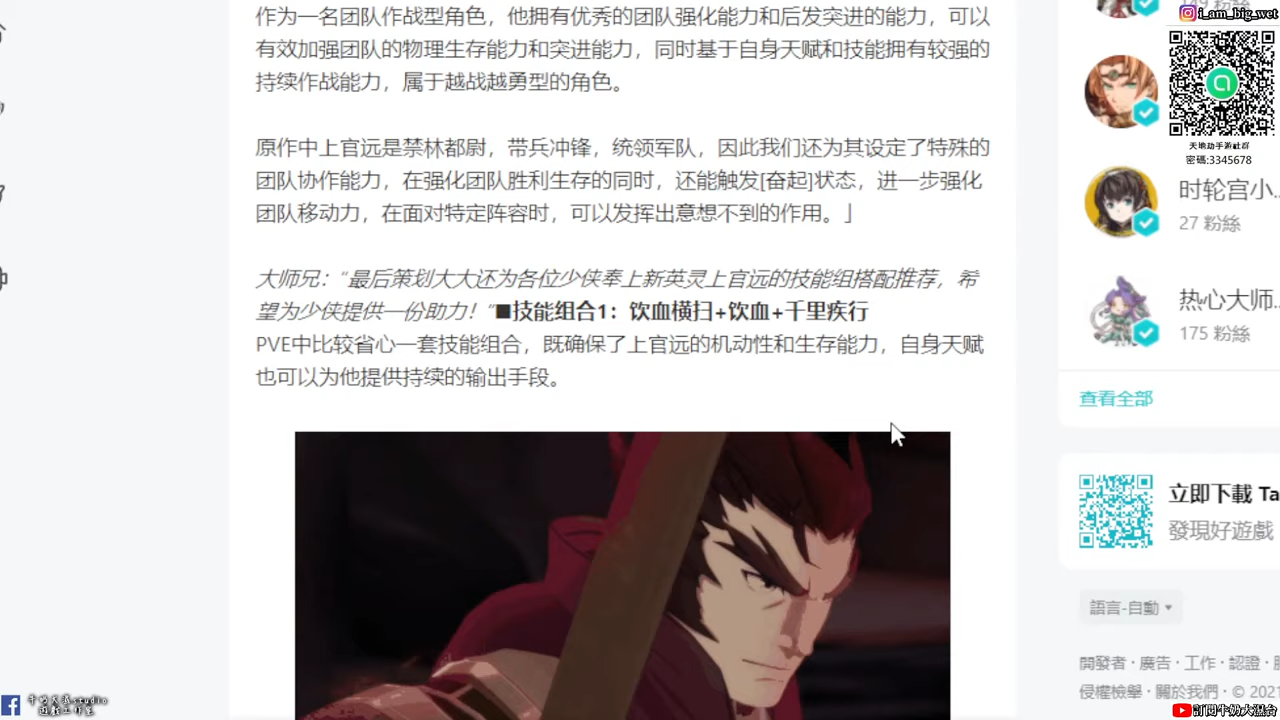 作为一名团队作战型角色，他拥有优秀的团队强化能力和后发突进的能力，可以
有效加强团队的物理生存能力和突进能力，同时基于自身天赋和技能拥有较强的
持续作战能力，属于越战越勇型的角色。
原作中上官远是禁林都尉，带兵冲锋，统领军队，因此我们还为其设定了特殊的
团队协作能力，在强化团队胜利生存的同时，还能触发[奋起]状态，进一步强化
团队移动力，在面对特定阵容时，可以发挥出意想不到的作用。」
大师兄：“最后策划大大还为各位少侠奉上新英灵上官远的技能组搭配推荐，希
望为少侠提供一份助力！”■技能组合1：饮血横扫+饮血+千里疾行
PVE中比较省心一套技能组合，既确保了上官远的机动性和生存能力，自身天赋
也可以为他提供持续的输出手段。
i_am_big_vet
天地劫手遊社群
密碼:3345678
时轮宫小...
27 粉絲
热心大师...
175 粉絲
查看全部
立即下載 Ta
發現好遊戲
語言-自動
開發者·廣告·工作·認證·
侵權檢舉·關於我們·© 2021
訂閱牛奶大混合
studio
遊戲工作室